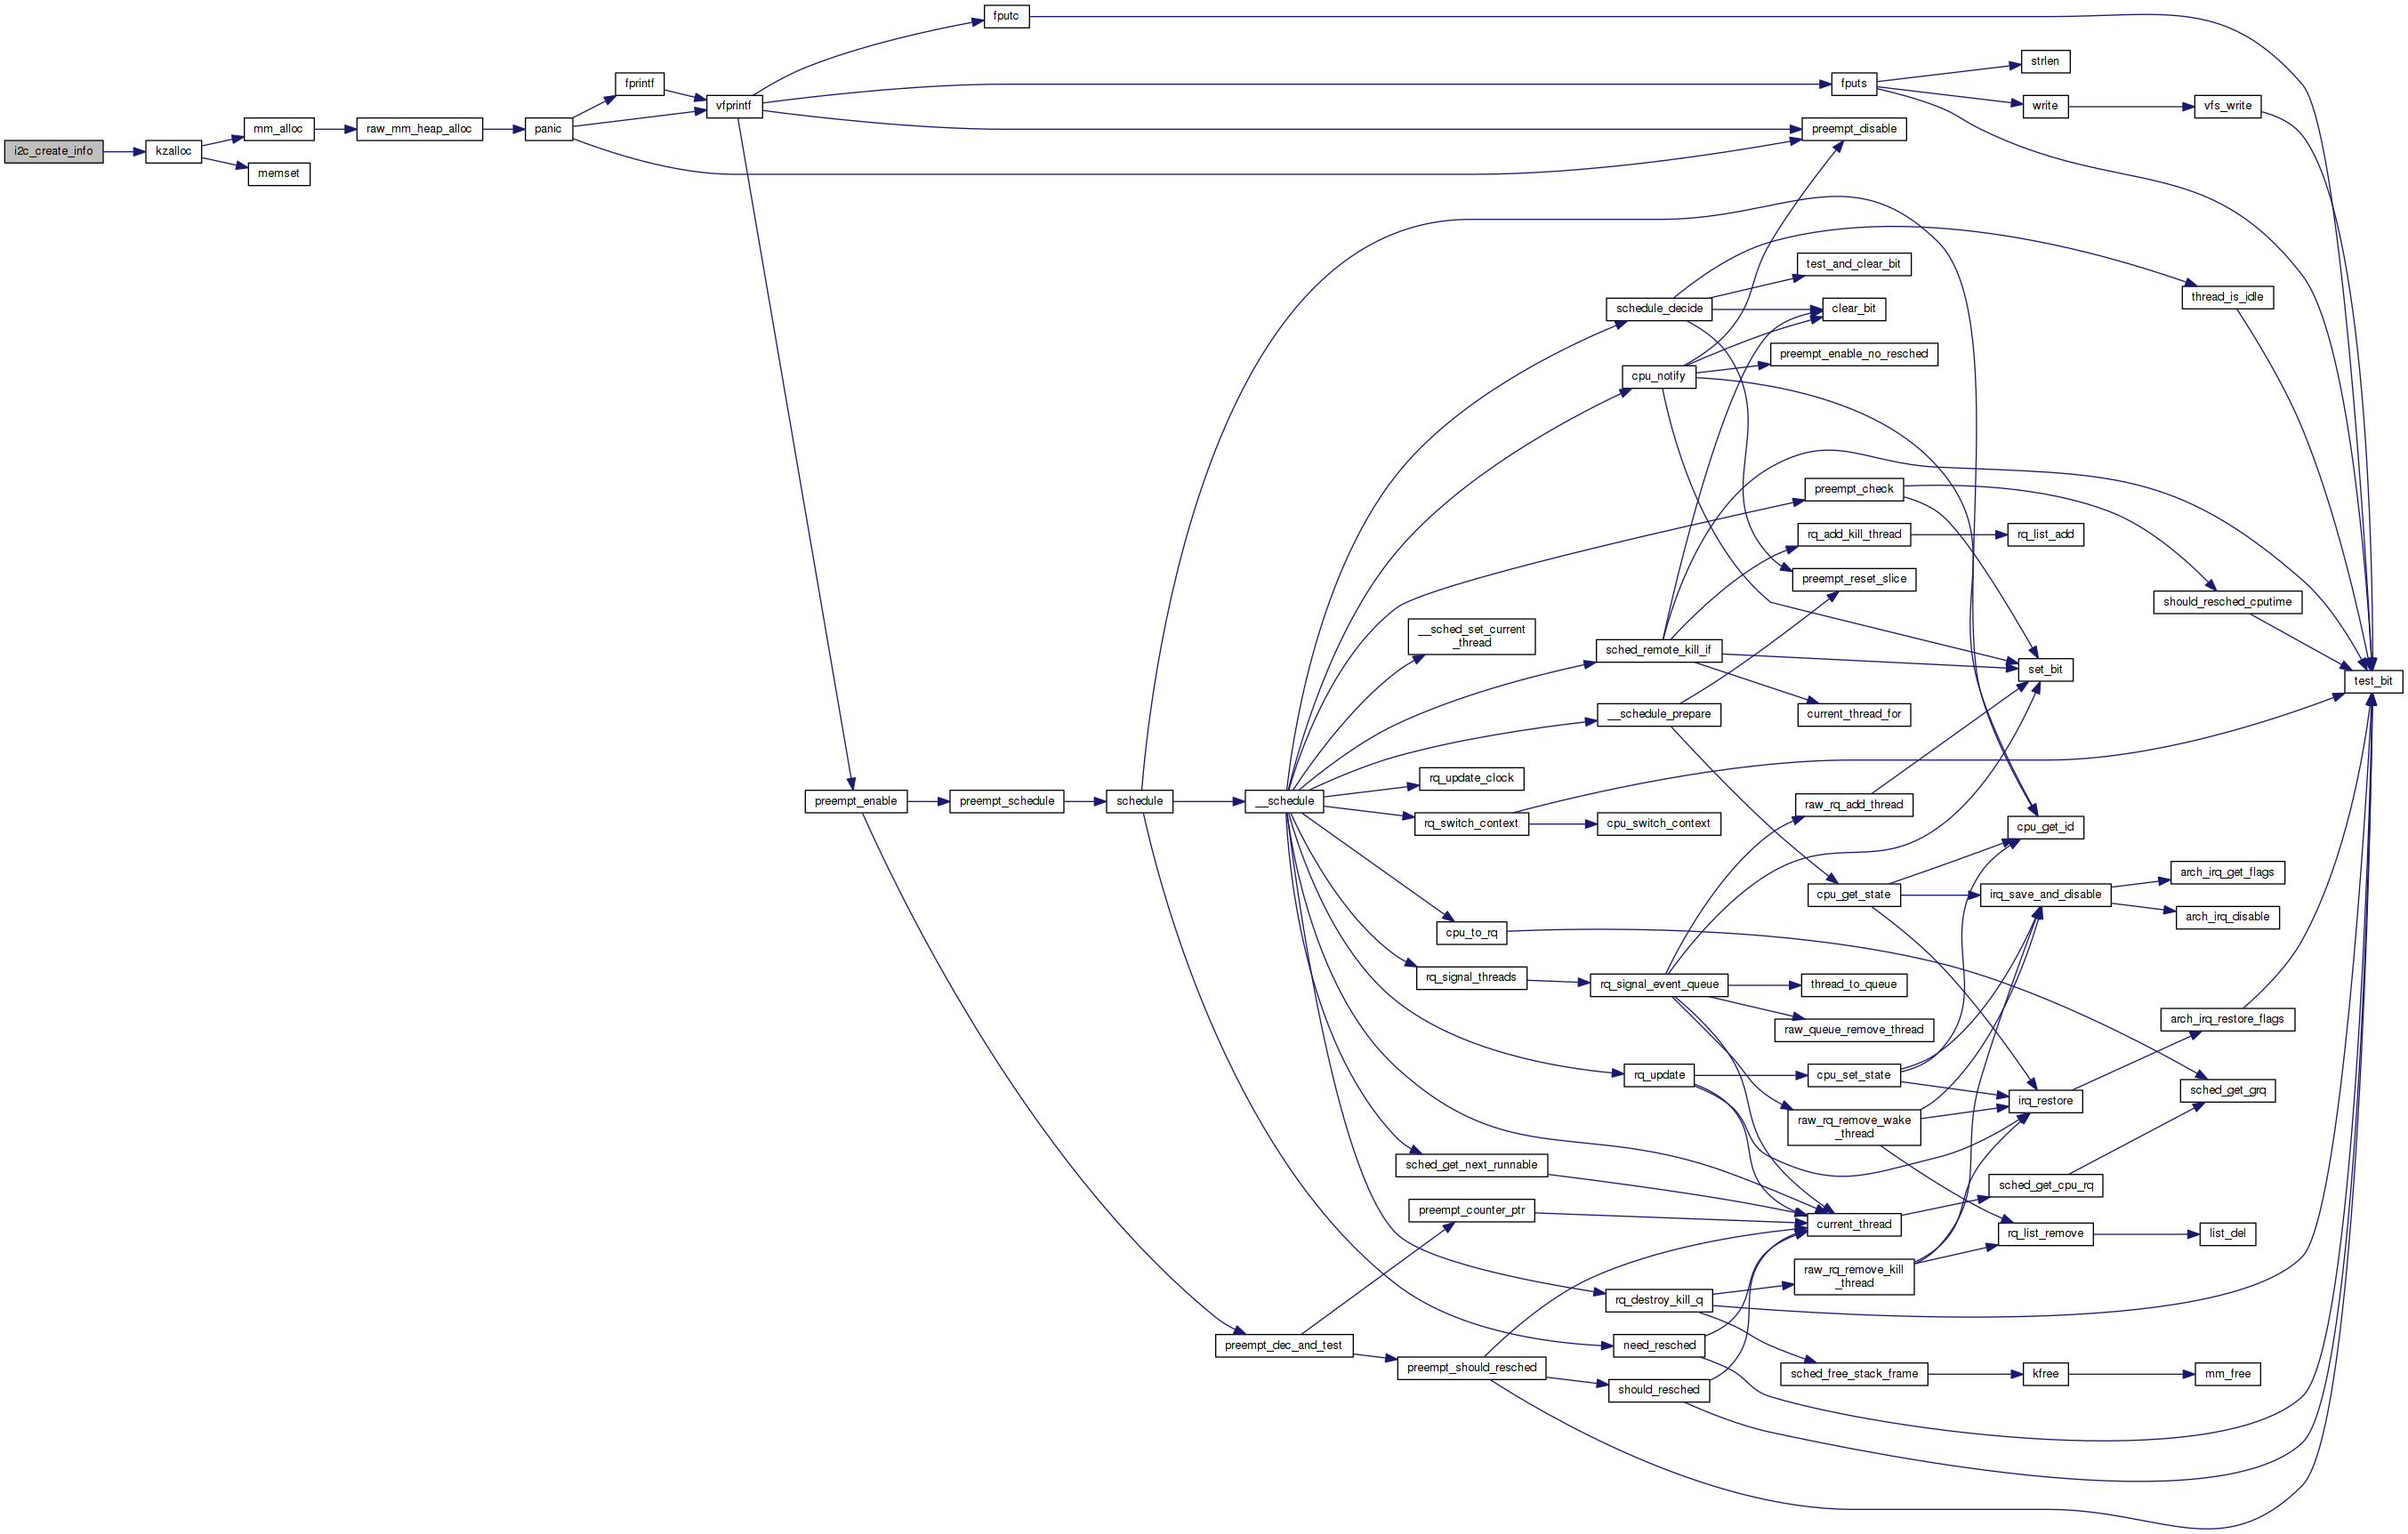 fputc
strlen
fprintf
fputs
vfprintf
write
vfs_write
mm_alloc
raw_mm_heap_alloc
panic
preempt_disable
i2c_create_info
kzalloc
memset
test_and_clear_bit
thread_is_idle
schedule_decide
clear_bit
preempt_enable_no_resched
cpu_notify
preempt_check
rq_add_kill_thread
rq_list_add
preempt_reset_slice
should_resched_cputime
__sched_set_current
_thread
sched_remote_kill_if
set_bit
test_bit
__schedule_prepare
current_thread_for
rq_update_clock
preempt_enable
preempt_schedule
schedule
__schedule
raw_rq_add_thread
rq_switch_context
cpu_switch_context
cpu_get_id
arch_irq_get_flags
cpu_get_state
irq_save_and_disable
arch_irq_disable
cpu_to_rq
rq_signal_threads
rq_signal_event_queue
thread_to_queue
raw_queue_remove_thread
arch_irq_restore_flags
rq_update
cpu_set_state
sched_get_grq
irq_restore
raw_rq_remove_wake
_thread
sched_get_next_runnable
sched_get_cpu_rq
preempt_counter_ptr
current_thread
rq_list_remove
list_del
raw_rq_remove_kill
_thread
rq_destroy_kill_q
preempt_dec_and_test
need_resched
preempt_should_resched
sched_free_stack_frame
kfree
mm_free
should_resched